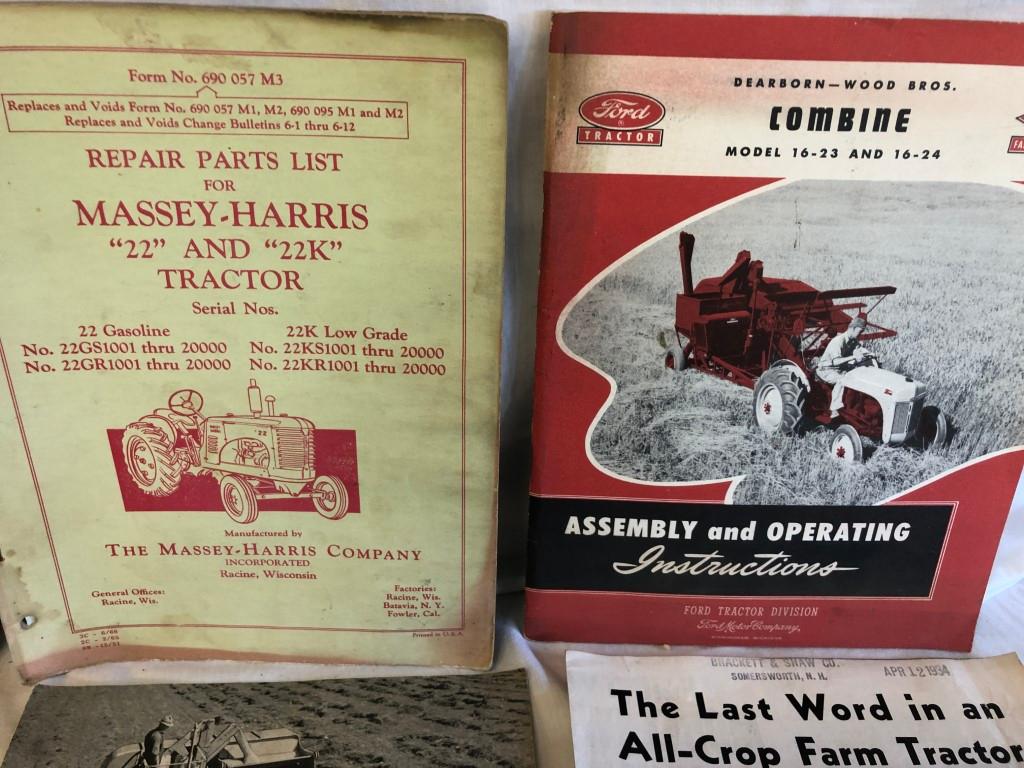 Form No. 690 057 M3
Replaces and Voids Form No. 690 057 M1, M2, 690 095 M1 and M2
Replaces and Voids Change Bulletins 6-1 thru 6-12
REPAIR PARTS LIST
FOR
MASSEY-HARRIS
"22" AND "22K"
TRACTOR
Serial Nos.
22 Gasoline
No. 22GS1001 thru 20000
No. 22GR1001 thru 20000
22K Low Grade
No. 22KS1001 thru 20000
No. 22KR1001 thru 20000
22
Manufactured by
THE MASSEY-HARRIS COMPANY
INCORPORATED
Racine, Wisconsin
General Offices:
Racine, Wis.
Factories:
Racine, Wis.
Batavia, N. Y.
Fowler, Cal.
Printed in U.S.A.
DEARBORN—WOOD BROS.
COMBINE
MODEL 16-23 AND 16-24
Ford
TRACTOR
FA
ASSEMBLY and OPERATING
Instructions
FORD TRACTOR DIVISION
Ford Motor Company,
BRACKETT & SHAW CO.
SOMERSWORTH, N.H.
APR 12 1934
The Last Word in an
All-Crop Farm Tractor